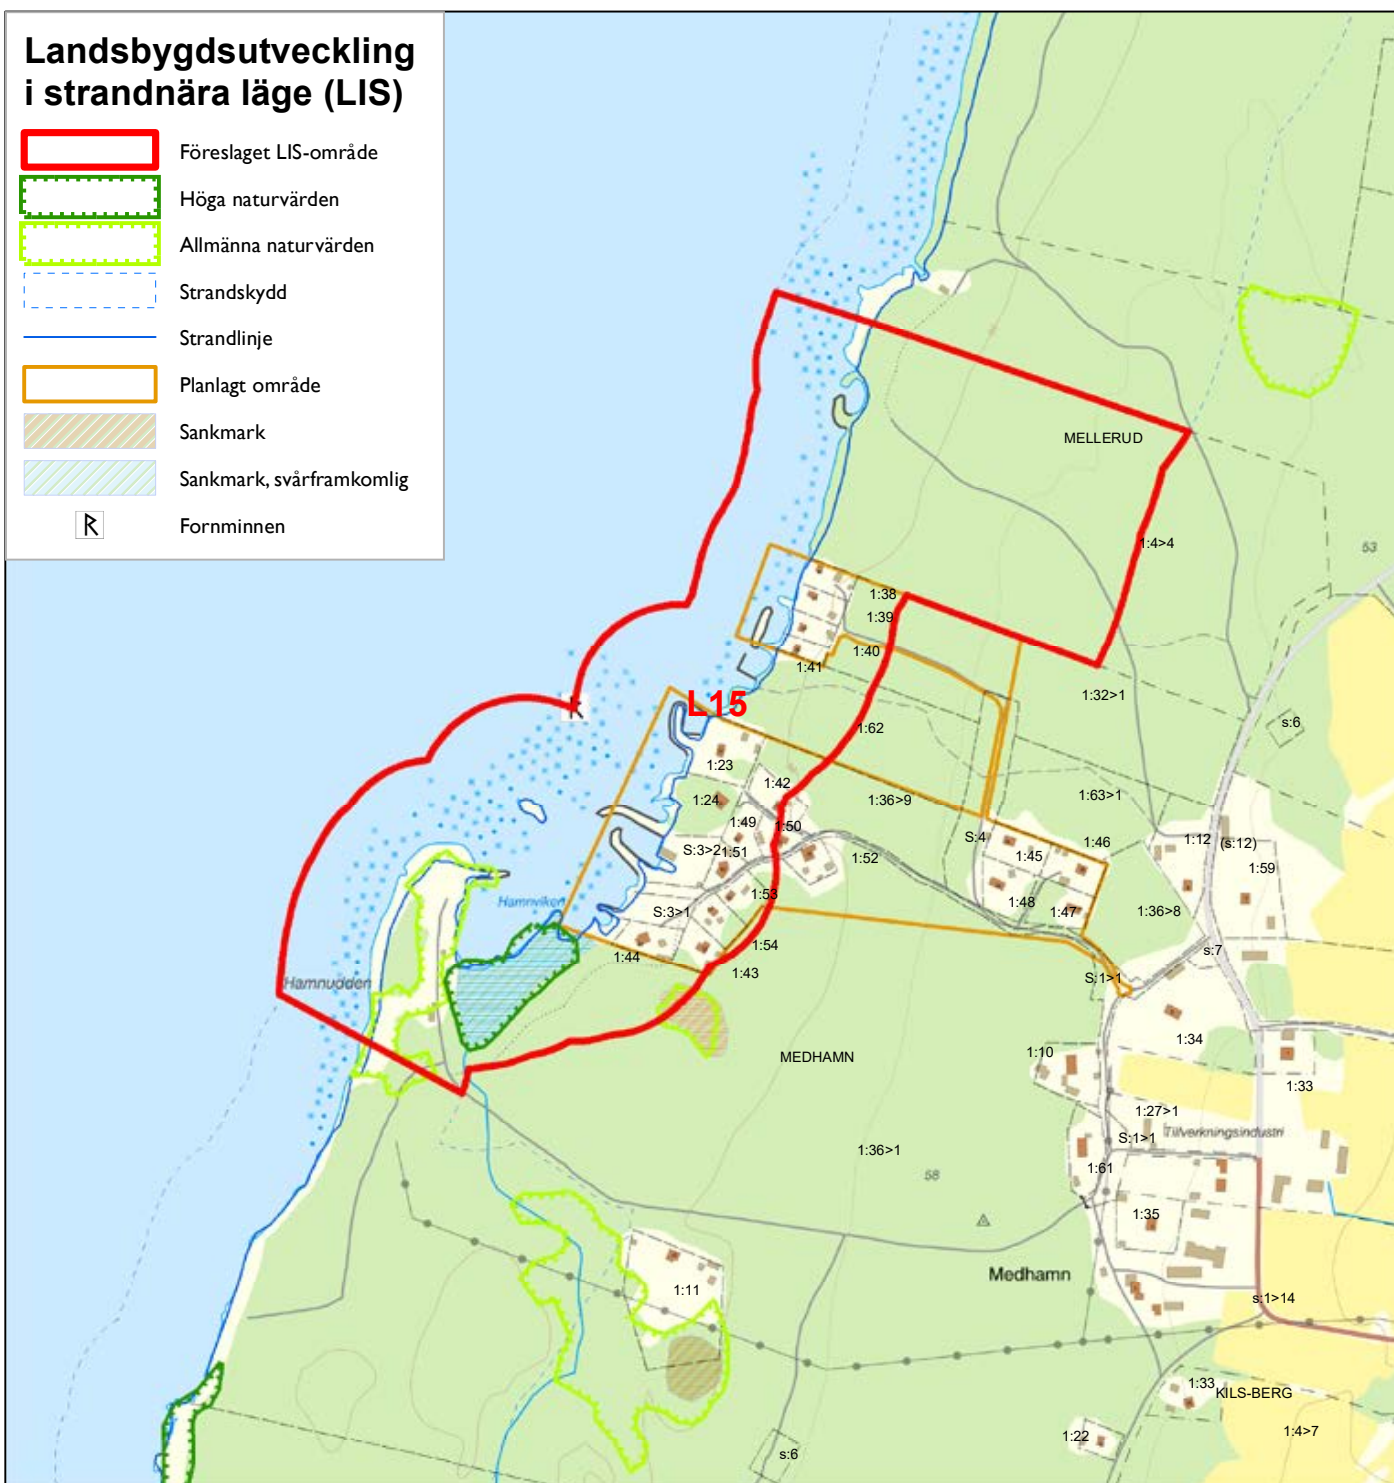 Landsbygdsutveckling
i strandnära läge (LIS)
Föreslaget LIS-område
Höga naturvärden
Allmänna naturvärden
Strandskydd
Strandlinje
Planlagt område
Sankmark
Sankmark, svårframkomlig
Fornminnen
MELLERUD
1:4>4
53
1:38
1:39
1:40
1:41
1:32>1
L15
s:6
1:62
1:23
1:42
1:24
1:36>9
1:63>1
1:49
1:50
S:4
1:46
1:12
(s:12)
S:3>2
1:51
1:52
1:45
1:59
1:53
Hamnviken
1:48
1:47
S:3>1
1:36>8
1:54
1:44
s:7
1:43
S:1>1
Hamnudden
1:34
MEDHAMN
1:10
1:33
1:27>1
S:1>1
Tillverkningsindustri
1:36>1
58
1:61
1:35
Medhamn
1:11
s:1>14
1:33
KILS-BERG
1:22
1:4>7
s:6